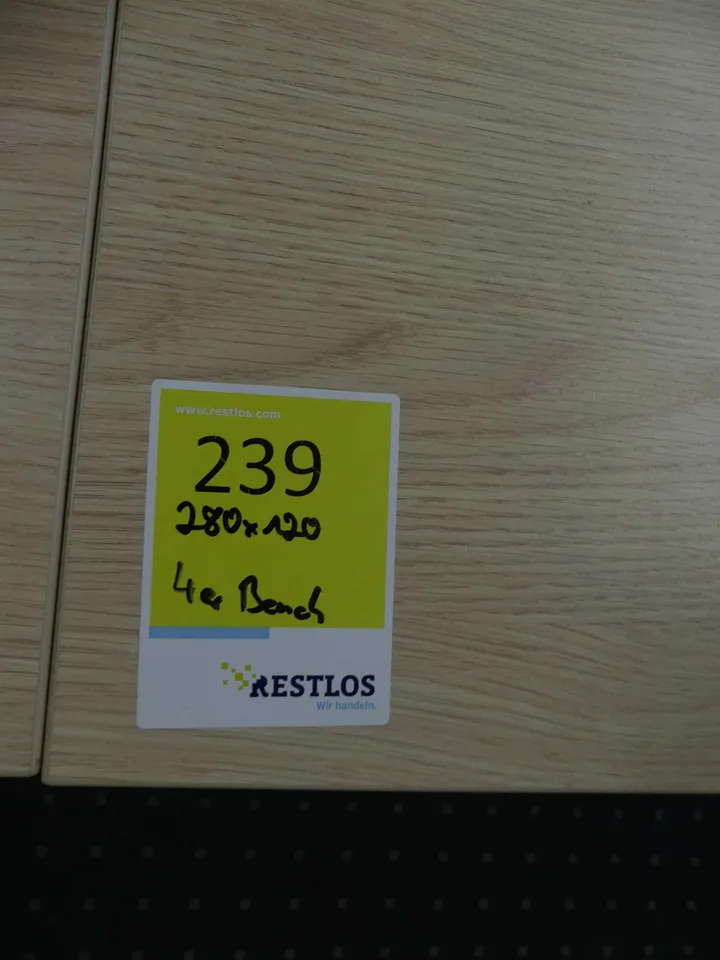 www.restlos.com
239
280x120
4er Bench
RESTLOS
Wir handeln.